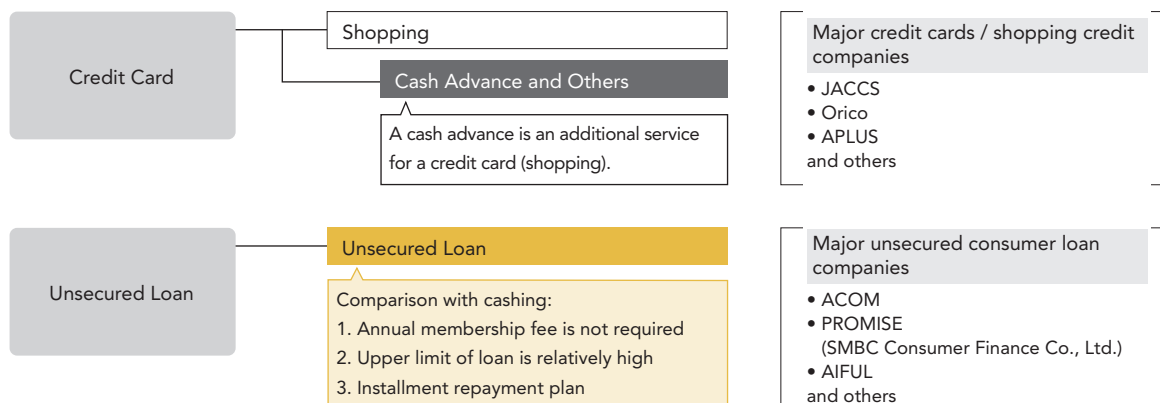 Credit Card
Shopping
Cash Advance and Others
A cash advance is an additional service
for a credit card (shopping).
Major credit cards / shopping credit
companies
• JACCS
• Orico
• APLUS
and others
Unsecured Loan
Unsecured Loan
Comparison with cashing:
1. Annual membership fee is not required
2. Upper limit of loan is relatively high
3. Installment repayment plan
Major unsecured consumer loan
companies
• ACOM
• PROMISE
(SMBC Consumer Finance Co., Ltd.)
• AIFUL
and others